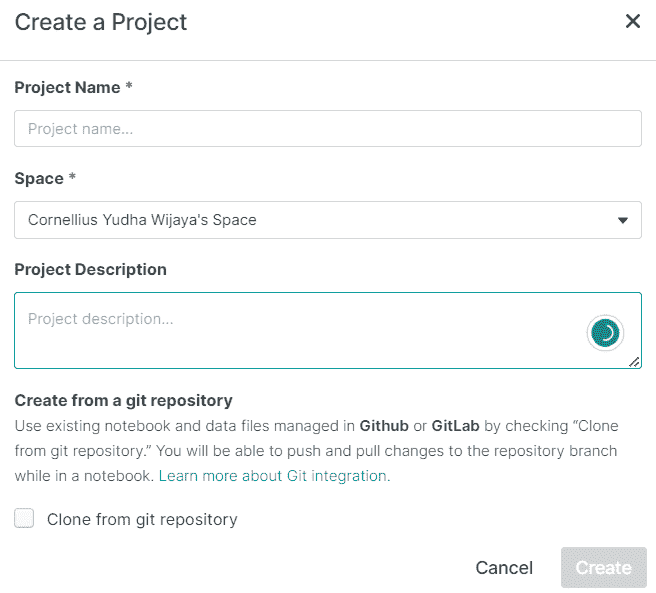 Create a Project
Project Name *
Project name...
Space *
Cornellius Yudha Wijaya's Space
Project Description
Project description...
Create from a git repository
Use existing notebook and data files managed in Github or GitLab by checking “Clone
from git repository.” You will be able to push and pull changes to the repository branch
while in a notebook. Learn more about Git integration.
Clone from git repository
Cancel
Create